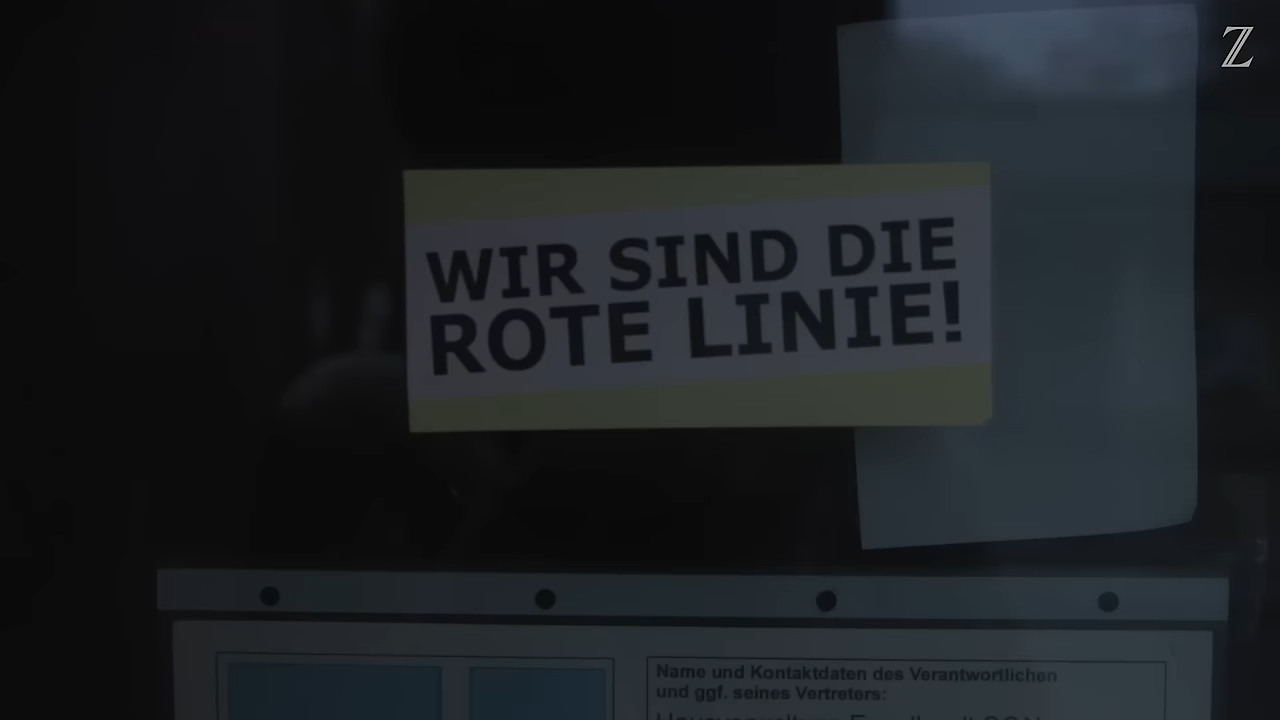 Z
WIR SIND DIE
ROTE LINIE!
Name und Kontaktdaten des Verantwortlichen
und ggf. seines Vertreters: